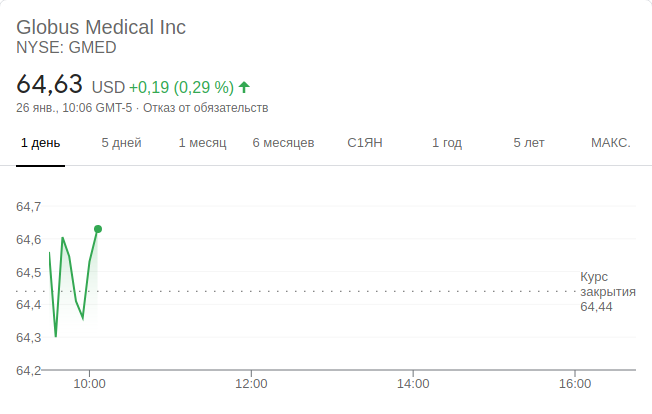 Globus Medical Inc
NYSE: GMED
64,63 USD +0,19 (0,29 %)
26 янв., 10:06 GMT-5 · Отказ от обязательств
1 день 5 дней 1 месяц 6 месяцев С1ЯН 1 год 5 лет МАКС.
64,7
64,6
64,5
64,4
64,3
64,2
Курс
закрытия
64,44
10:00 12:00 14:00 16:00